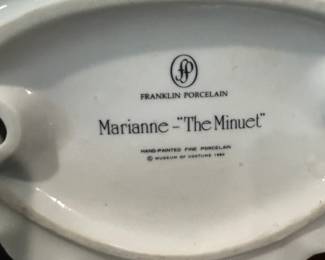 FRANKLIN PORCELAIN
Marianne – "The Minuet"
HAND-PAINTED FINE PORCELAIN
© MUSEUM OF COSTUME